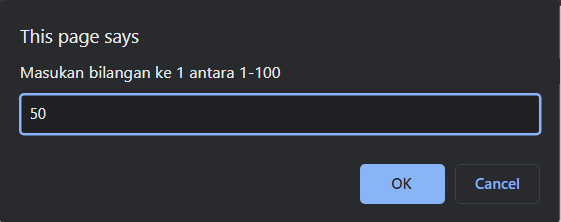 This page says
Masukan bilangan ke 1 antara 1-100
50
OK
Cancel